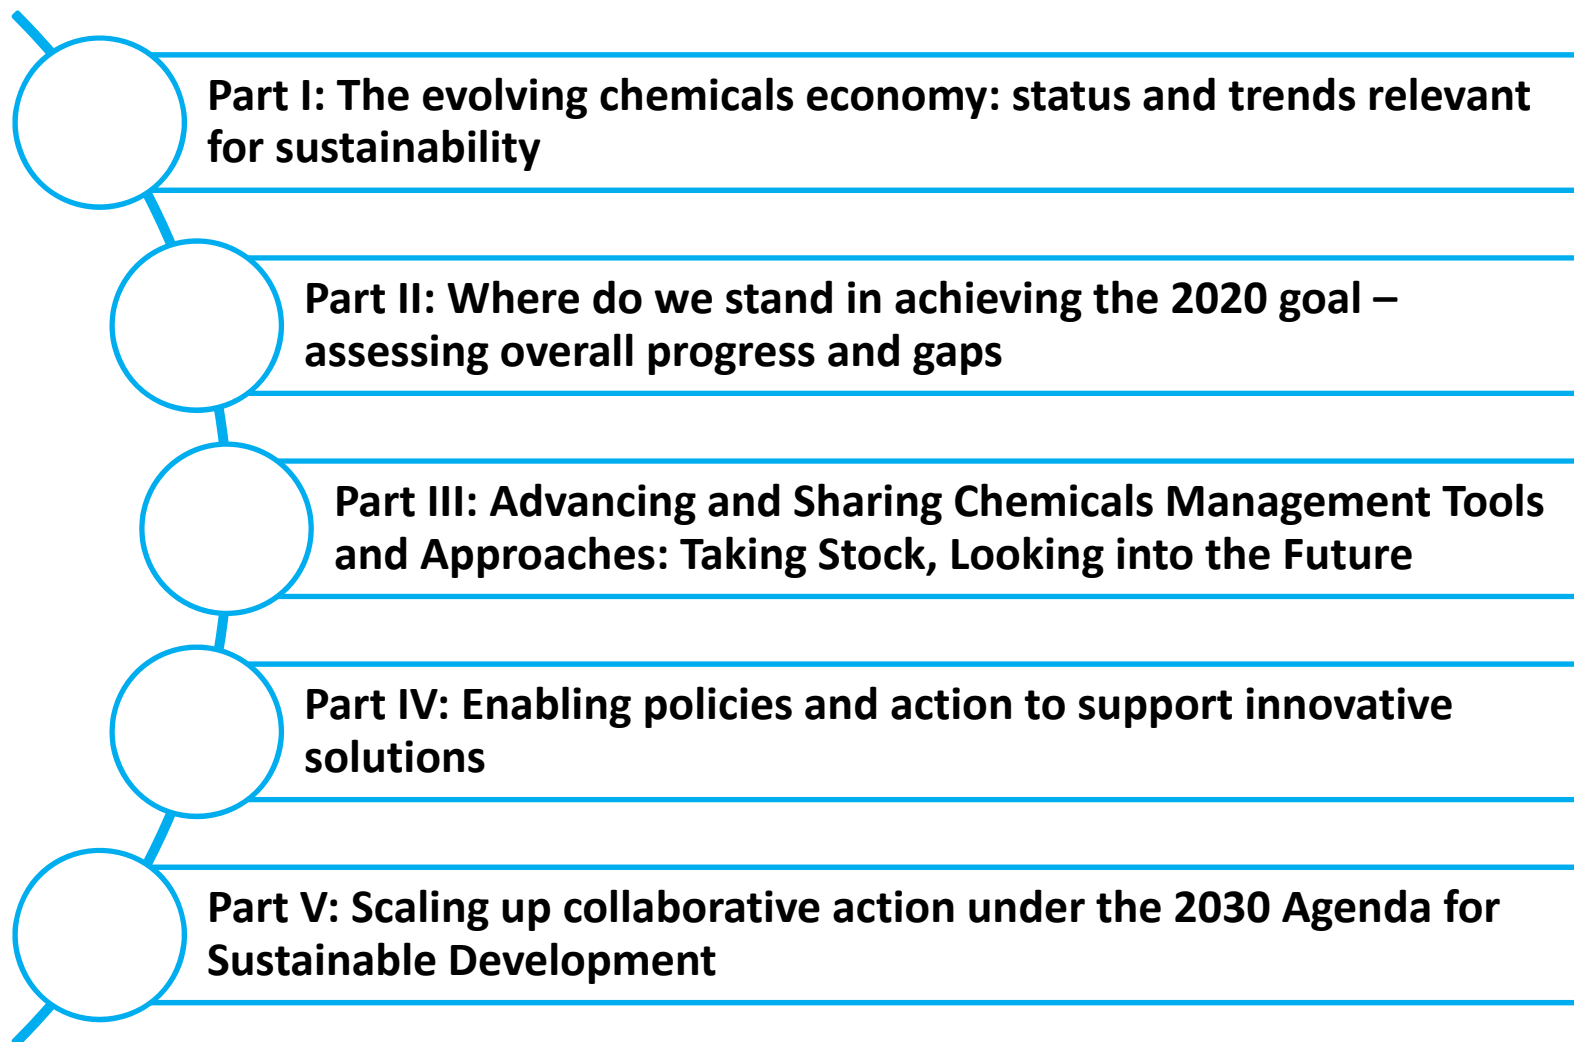 Part I: The evolving chemicals economy: status and trends relevant
for sustainability
Part II: Where do we stand in achieving the 2020 goal –
assessing overall progress and gaps
Part III: Advancing and Sharing Chemicals Management Tools
and Approaches: Taking Stock, Looking into the Future
Part IV: Enabling policies and action to support innovative
solutions
Part V: Scaling up collaborative action under the 2030 Agenda for
Sustainable Development